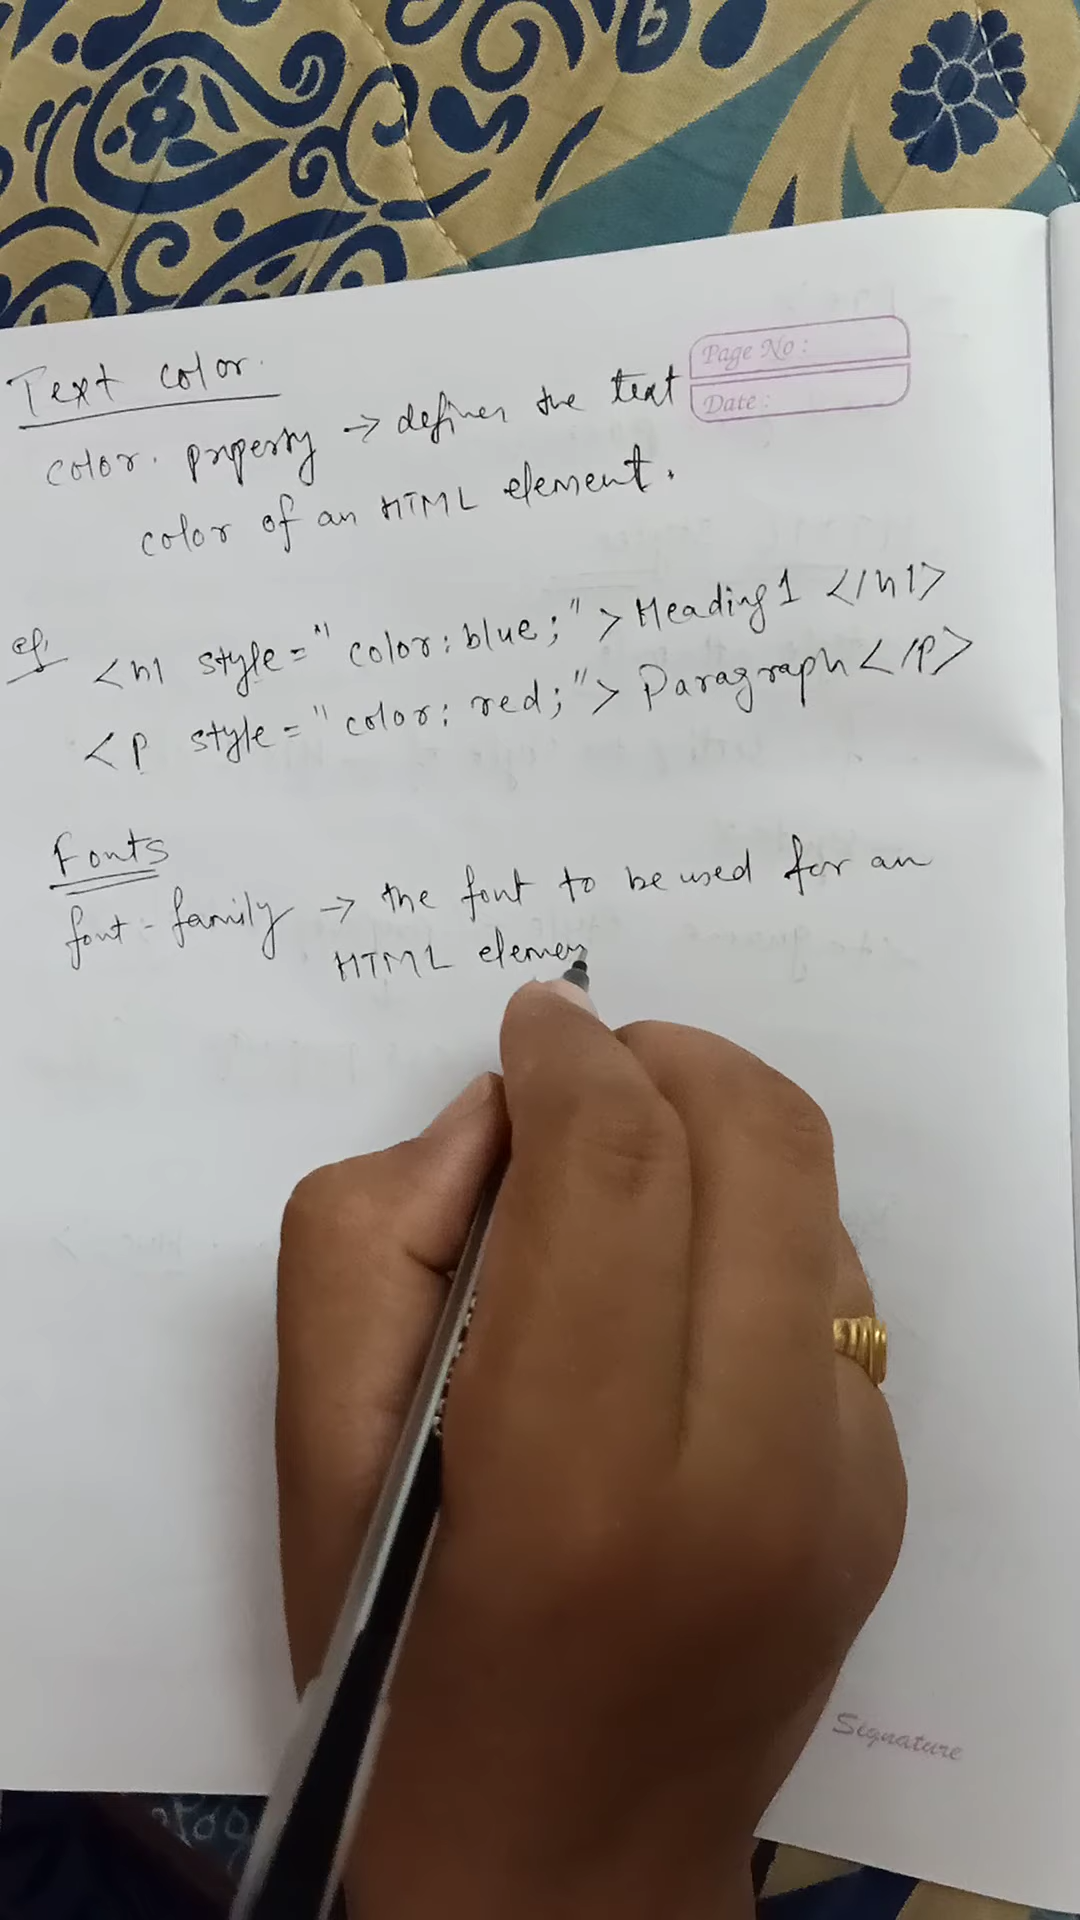 Text color.
Page No :
Date :
color. property → defines the text
color of an HTML element.
eg. <h1 style="color:blue;">Heading1 </h1>
<p style="color: red;">Paragraph</p>
Fonts
font-family → the font to be used for an
HTML elemen
Signature